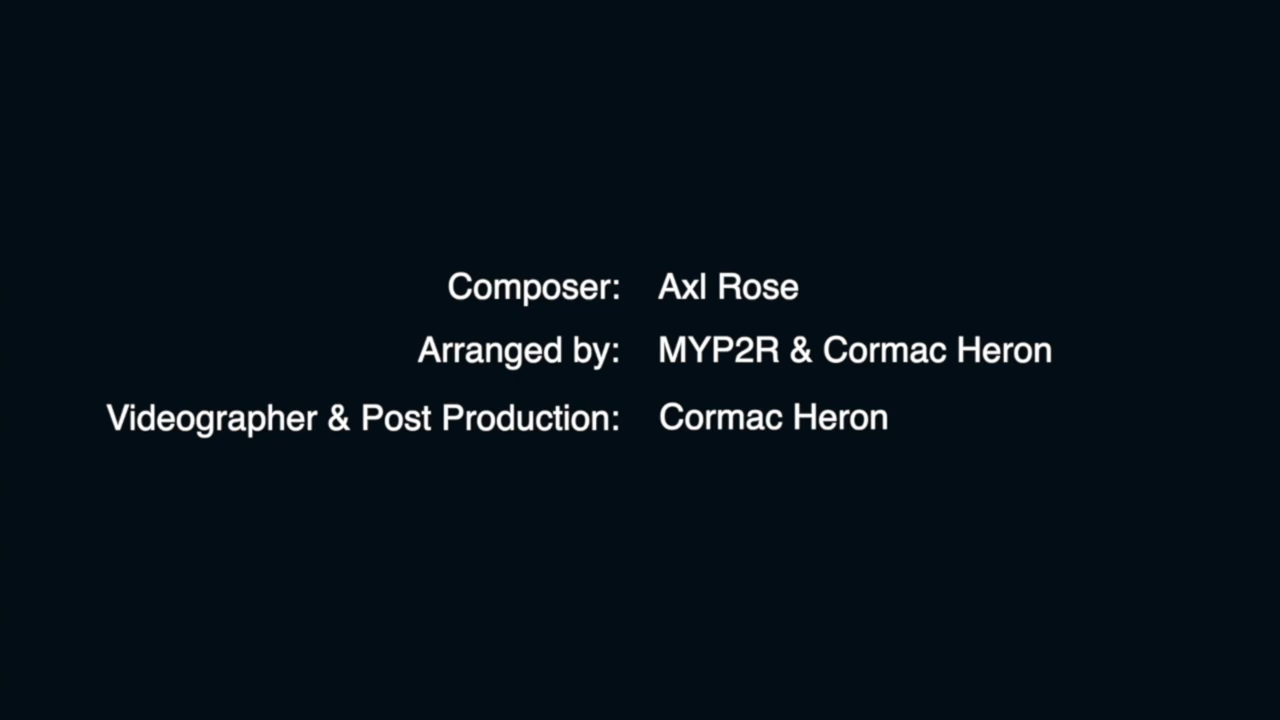 Composer: Axl Rose
Arranged by: MYP2R & Cormac Heron
Videographer & Post Production: Cormac Heron